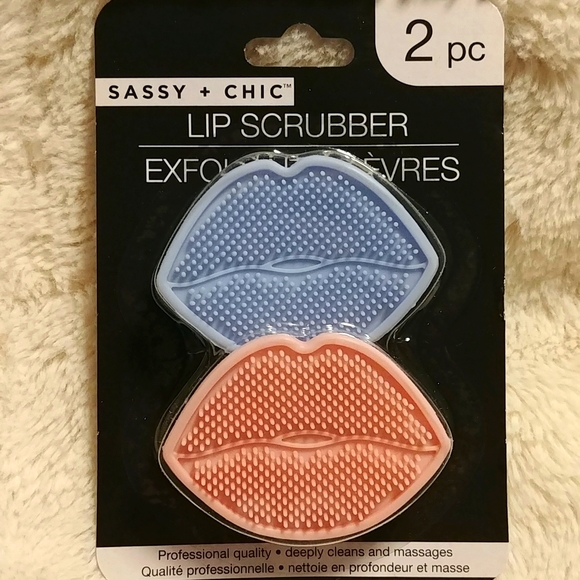 2 pc
SASSY + CHIC™
LIP SCRUBBER
Professional quality • deeply cleans and massages
Qualité professionnelle • nettoie en profondeur et masse